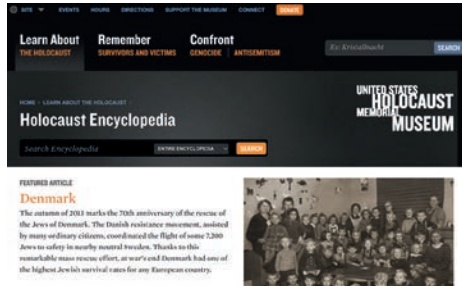 SITE EVENTS HOURS DIRECTIONS SUPPORT THE MUSEUM CONNECT DONATE
Learn About Remember Confront
THE HOLOCAUST SURVIVORS AND VICTIMS GENOCIDE ANTISEMITISM
Ex: Kristallnacht SEARCH
UNITED STATES
HOLOCAUST
MEMORIAL
MUSEUM
HOME › LEARN ABOUT THE HOLOCAUST ›
Holocaust Encyclopedia
Search Encyclopedia ENTIRE ENCYCLOPEDIA SEARCH
FEATURED ARTICLE
Denmark
The autumn of 2013 marks the 70th anniversary of the rescue of
the Jews of Denmark. The Danish resistance movement, assisted
by many ordinary citizens, coordinated the flight of some 7,200
Jews to safety in nearby neutral Sweden. Thanks to this
remarkable mass rescue effort, at war's end Denmark had one of
the highest Jewish survival rates for any European country.